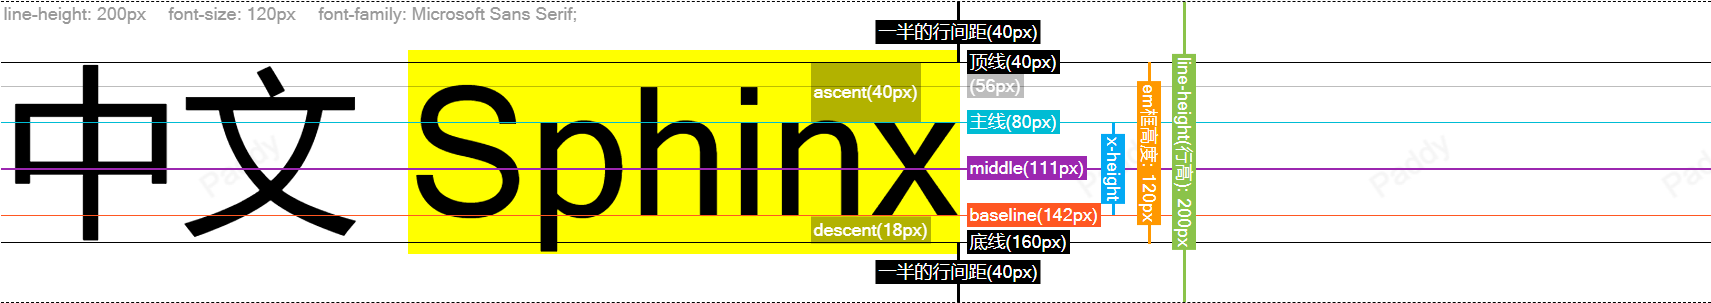 line-height: 200px font-size: 120px font-family: Microsoft Sans Serif;
一半的行间距(40px)
顶线(40px)
ascent(40px)
(56px)
主线(80px)
中文 Sphinx
middle(111px)
x-height
em框高度: 120px
line-height(行高): 200px
baseline(142px)
descent(18px)
底线(160px)
一半的行间距(40px)
Paddy
Paddy
Paddy